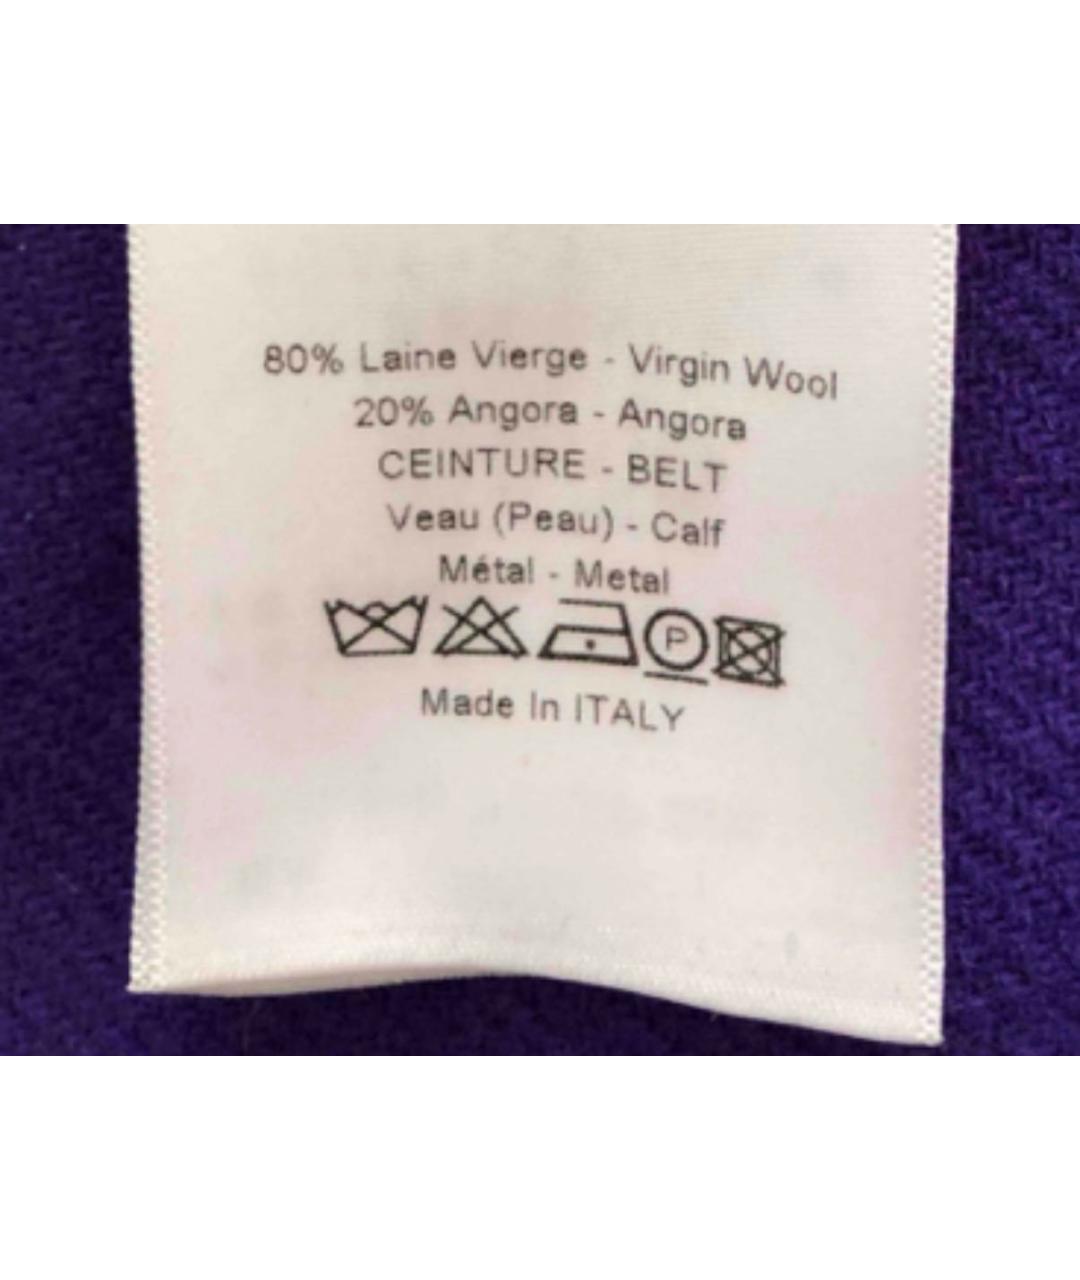 80% Laine Vierge - Virgin Wool
20% Angora - Angora
CEINTURE - BELT
Veau (Peau) - Calf
Métal - Metal
P
Made In ITALY